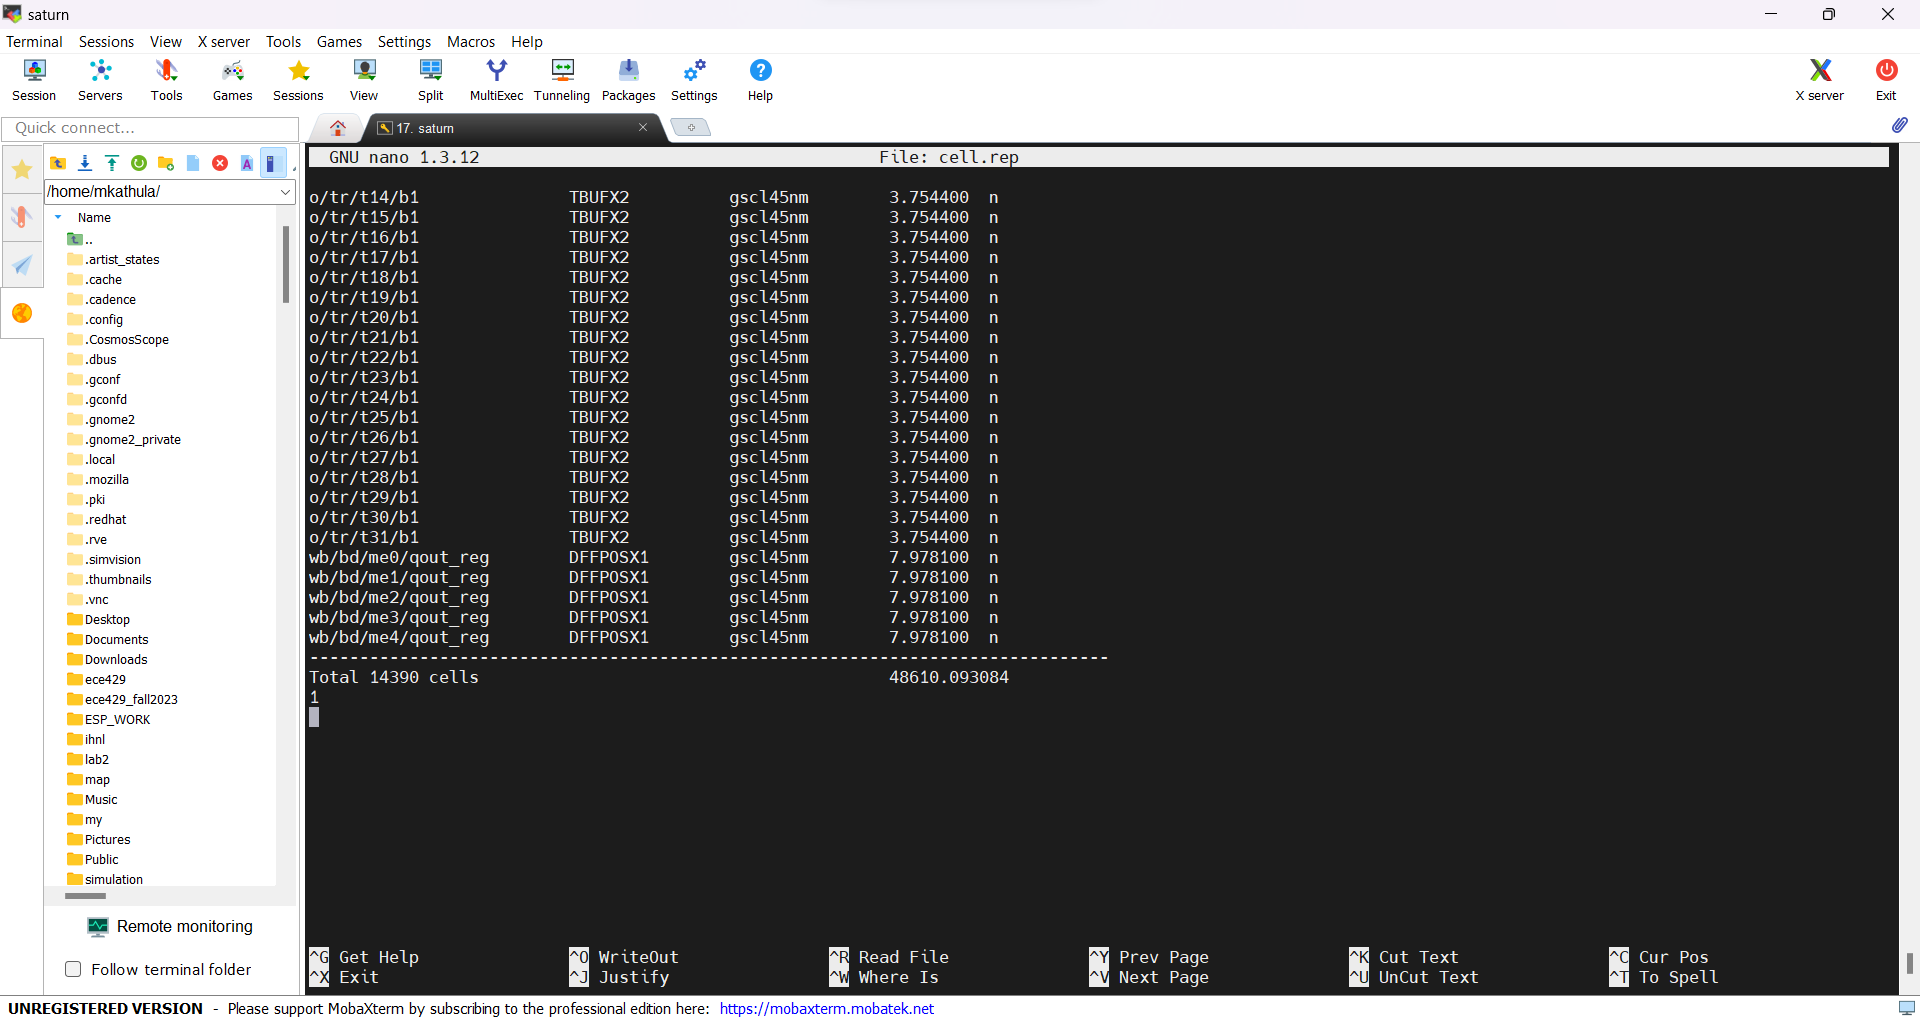 saturn
Terminal Sessions View X server Tools Games Settings Macros Help
Session Servers Tools Games Sessions View Split MultiExec Tunneling Packages Settings Help X server Exit
Quick connect...
17. saturn
/home/mkathula/
Name
..
.artist_states
.cache
.cadence
.config
.CosmosScope
.dbus
.gconf
.gconfd
.gnome2
.gnome2_private
.local
.mozilla
.pki
.redhat
.rve
.simvision
.thumbnails
.vnc
Desktop
Documents
Downloads
ece429
ece429_fall2023
ESP_WORK
ihnl
lab2
map
Music
my
Pictures
Public
simulation
Remote monitoring
Follow terminal folder
GNU nano 1.3.12 File: cell.rep
o/tr/t14/b1 TBUFX2 gscl45nm 3.754400 n
o/tr/t15/b1 TBUFX2 gscl45nm 3.754400 n
o/tr/t16/b1 TBUFX2 gscl45nm 3.754400 n
o/tr/t17/b1 TBUFX2 gscl45nm 3.754400 n
o/tr/t18/b1 TBUFX2 gscl45nm 3.754400 n
o/tr/t19/b1 TBUFX2 gscl45nm 3.754400 n
o/tr/t20/b1 TBUFX2 gscl45nm 3.754400 n
o/tr/t21/b1 TBUFX2 gscl45nm 3.754400 n
o/tr/t22/b1 TBUFX2 gscl45nm 3.754400 n
o/tr/t23/b1 TBUFX2 gscl45nm 3.754400 n
o/tr/t24/b1 TBUFX2 gscl45nm 3.754400 n
o/tr/t25/b1 TBUFX2 gscl45nm 3.754400 n
o/tr/t26/b1 TBUFX2 gscl45nm 3.754400 n
o/tr/t27/b1 TBUFX2 gscl45nm 3.754400 n
o/tr/t28/b1 TBUFX2 gscl45nm 3.754400 n
o/tr/t29/b1 TBUFX2 gscl45nm 3.754400 n
o/tr/t30/b1 TBUFX2 gscl45nm 3.754400 n
o/tr/t31/b1 TBUFX2 gscl45nm 3.754400 n
wb/bd/me0/qout_reg DFFPOSX1 gscl45nm 7.978100 n
wb/bd/me1/qout_reg DFFPOSX1 gscl45nm 7.978100 n
wb/bd/me2/qout_reg DFFPOSX1 gscl45nm 7.978100 n
wb/bd/me3/qout_reg DFFPOSX1 gscl45nm 7.978100 n
wb/bd/me4/qout_reg DFFPOSX1 gscl45nm 7.978100 n
--------------------------------------------------------------------------------
Total 14390 cells 48610.093084
1
^G Get Help ^O WriteOut ^R Read File ^Y Prev Page ^K Cut Text ^C Cur Pos
^X Exit ^J Justify ^W Where Is ^V Next Page ^U UnCut Text ^T To Spell
UNREGISTERED VERSION - Please support MobaXterm by subscribing to the professional edition here: https://mobaxterm.mobatek.net